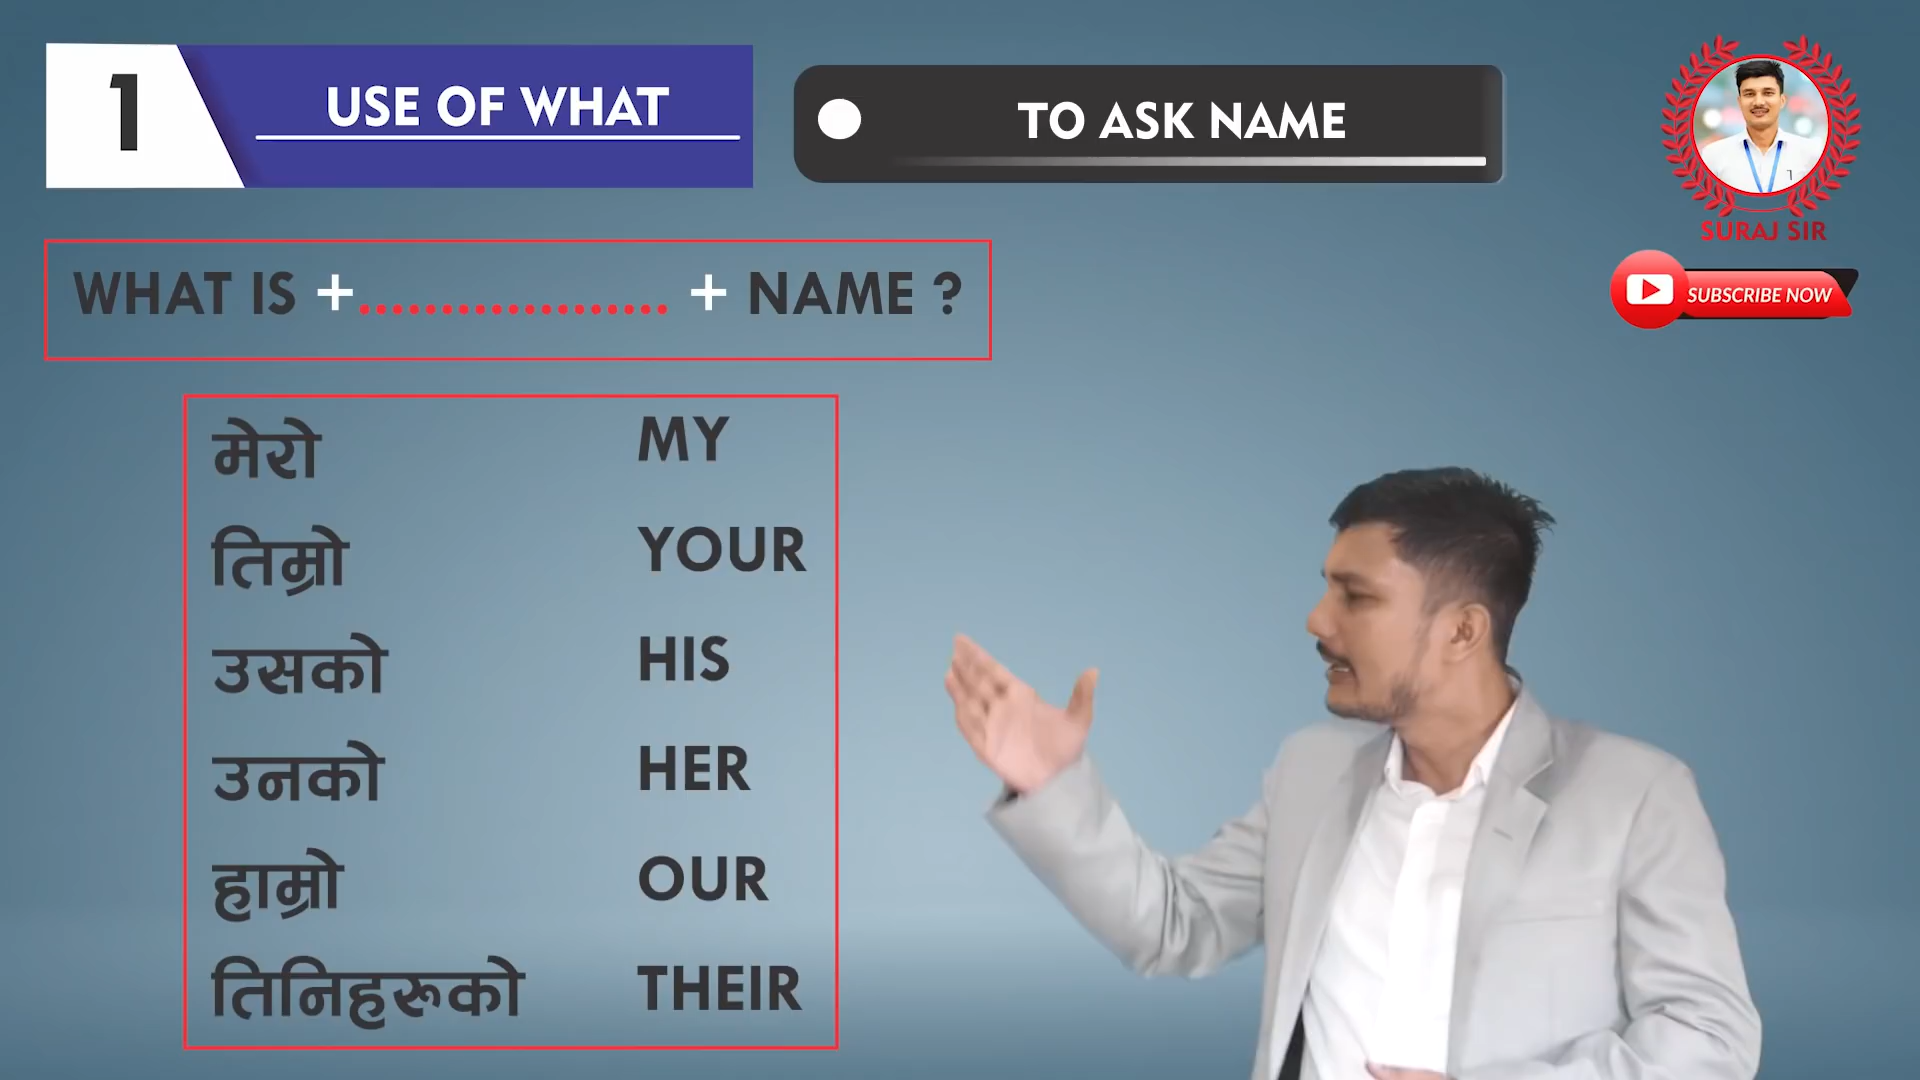 1
USE OF WHAT
TO ASK NAME
SURAJ SIR
SUBSCRIBE NOW
WHAT IS +..................+ NAME ?
मेरो MY
तिम्रो YOUR
उसको HIS
उनको HER
हाम्रो OUR
तिनिहरूको THEIR